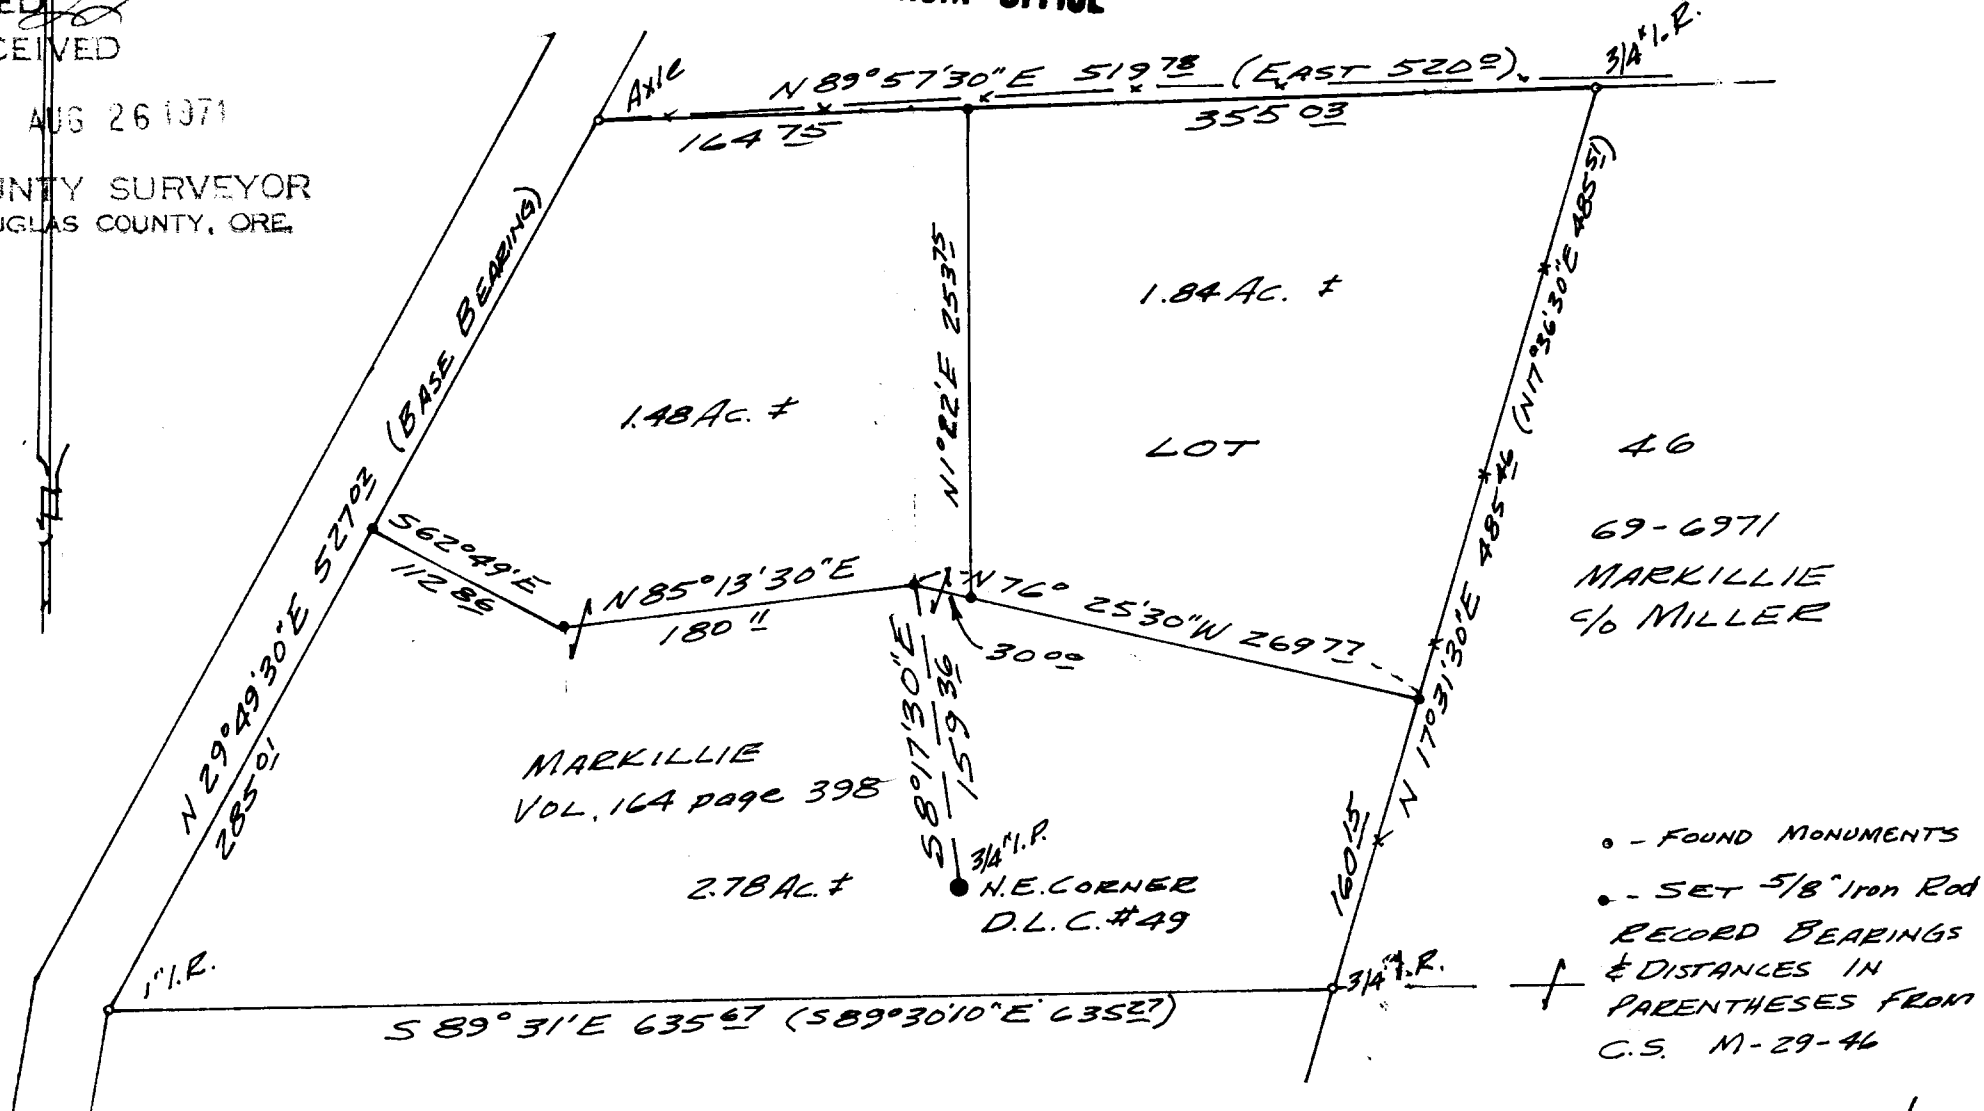 CEIVED
AUG 26 1971
UNTY SURVEYOR
UGLAS COUNTY, ORE.
OFFICE
Axle
N 89° 57' 30" E 519 78 (EAST 520 0)
3/4" I.R.
164 75
355 03
(BASE BEARING)
N 29° 49' 30" E 527 02
285 01
N 1° 22' E 253 75
1.84 Ac. ±
1.48 Ac. ±
LOT
46
N 17° 31' 30" E 485 46 (N 17° 36' 30" E 485 51)
160 15
69-6971
MARKILLIE
c/o MILLER
S 62° 49' E
112 86
N 85° 13' 30" E
180 11
N 76° 25' 30" W 269 77
30 00
S 8° 17' 30" E
159 36
MARKILLIE
VOL. 164 page 398
2.78 Ac. ±
3/4" I.P.
N.E. CORNER
D.L.C. #49
1" I.R.
3/4" I.R.
S 89° 31' E 635 67 (S 89° 30' 10" E 635 27)
- FOUND MONUMENTS
- SET 5/8" Iron Rod
RECORD BEARINGS
& DISTANCES IN
PARENTHESES FROM
C.S. M-29-46